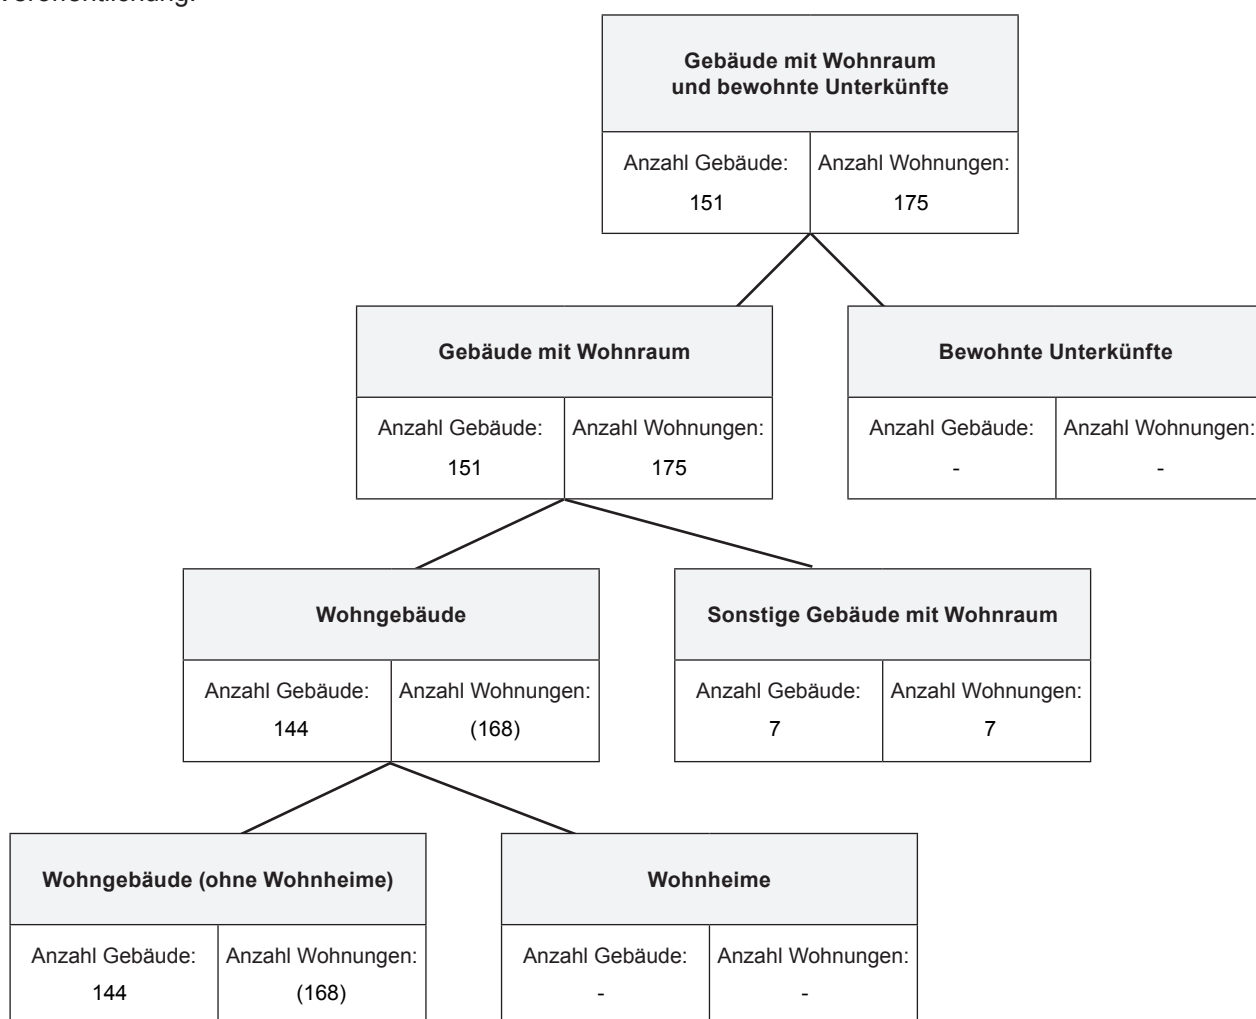 Veröffentlichung.
Gebäude mit Wohnraum
und bewohnte Unterkünfte
Anzahl Gebäude: Anzahl Wohnungen:
151 175
Gebäude mit Wohnraum Bewohnte Unterkünfte
Anzahl Gebäude: Anzahl Wohnungen: Anzahl Gebäude: Anzahl Wohnungen:
151 175 - -
Wohngebäude Sonstige Gebäude mit Wohnraum
Anzahl Gebäude: Anzahl Wohnungen: Anzahl Gebäude: Anzahl Wohnungen:
144 (168) 7 7
Wohngebäude (ohne Wohnheime) Wohnheime
Anzahl Gebäude: Anzahl Wohnungen: Anzahl Gebäude: Anzahl Wohnungen:
144 (168) - -